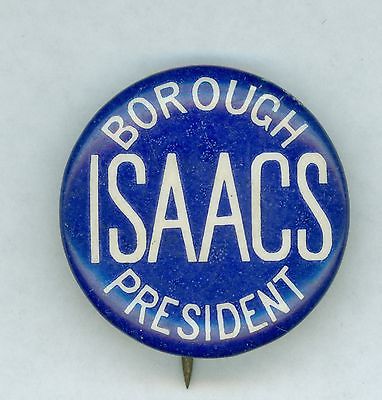 BOROUGH
ISAACS
PRESIDENT